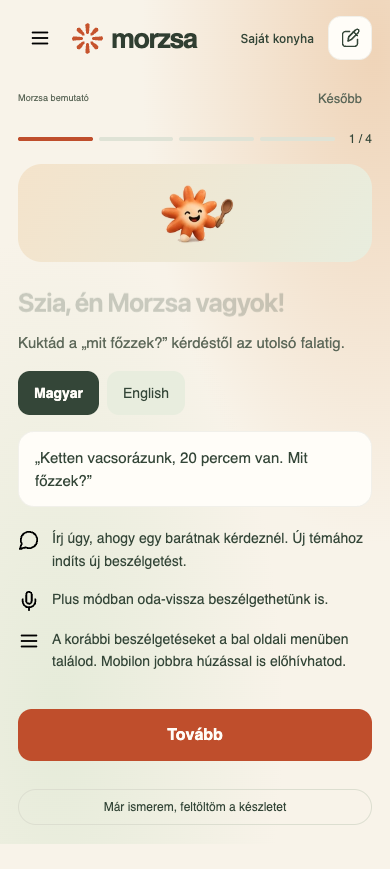 morzsa
Saját konyha
Morzsa bemutató
Később
1 / 4
Szia, én Morzsa vagyok!
Kuktád a „mit főzzek?” kérdéstől az utolsó falatig.
Magyar
English
„Ketten vacsorázunk, 20 percem van. Mit
főzzek?”
Írj úgy, ahogy egy barátnak kérdeznél. Új témához
indíts új beszélgetést.
Plus módban oda-vissza beszélgethetünk is.
A korábbi beszélgetéseket a bal oldali menüben
találod. Mobilon jobbra húzással is előhívhatod.
Tovább
Már ismerem, feltöltöm a készletet